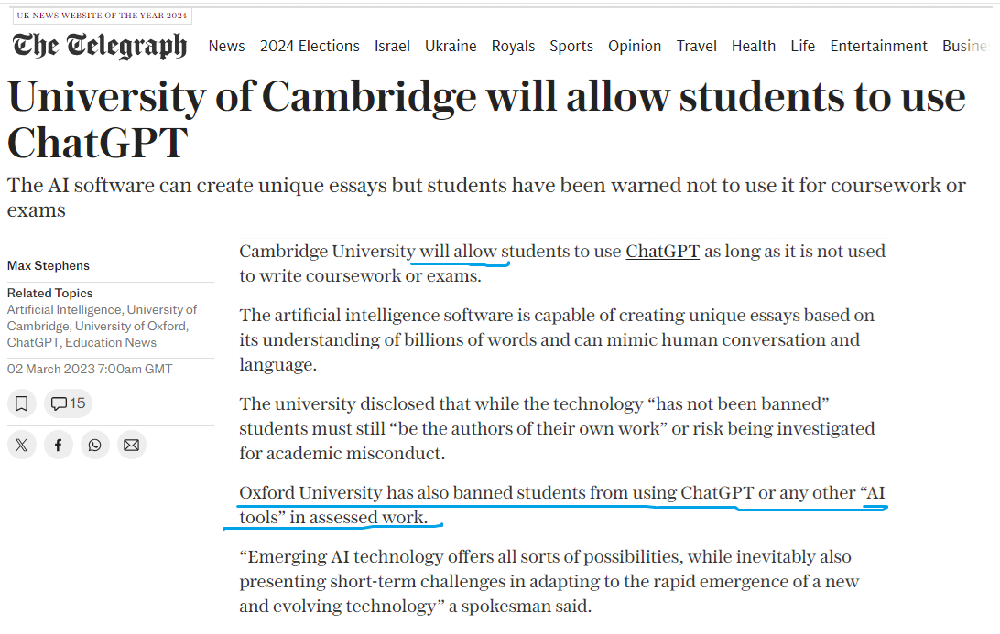 UK NEWS WEBSITE OF THE YEAR 2024
The Telegraph
News 2024 Elections Israel Ukraine Royals Sports Opinion Travel Health Life Entertainment Busine
University of Cambridge will allow students to use
ChatGPT
The AI software can create unique essays but students have been warned not to use it for coursework or
exams
Max Stephens
Related Topics
Artificial Intelligence, University of
Cambridge, University of Oxford,
ChatGPT, Education News
02 March 2023 7:00am GMT
15
Cambridge University will allow students to use ChatGPT as long as it is not used
to write coursework or exams.
The artificial intelligence software is capable of creating unique essays based on
its understanding of billions of words and can mimic human conversation and
language.
The university disclosed that while the technology “has not been banned”
students must still “be the authors of their own work” or risk being investigated
for academic misconduct.
Oxford University has also banned students from using ChatGPT or any other “AI
tools” in assessed work.
“Emerging AI technology offers all sorts of possibilities, while inevitably also
presenting short-term challenges in adapting to the rapid emergence of a new
and evolving technology” a spokesman said.